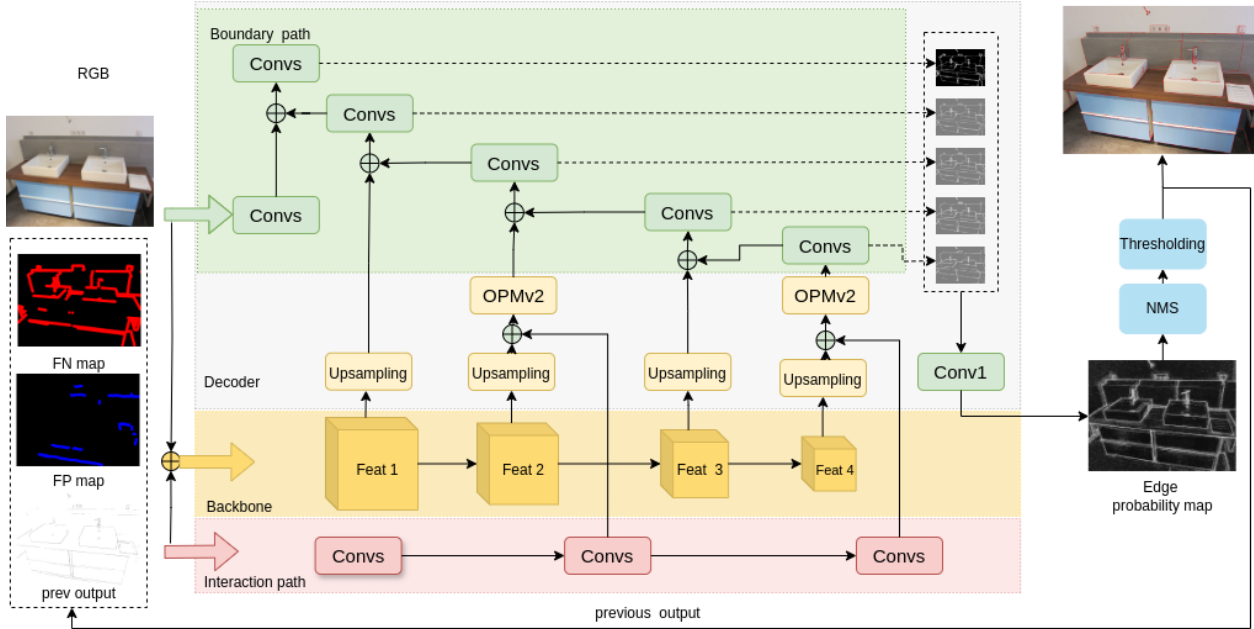 RGB
FN map
FP map
prev output
Boundary path
Convs
Convs
Convs
Convs
Convs
Convs
OPMv2
OPMv2
Upsampling
Upsampling
Upsampling
Upsampling
Decoder
Feat 1
Feat 2
Feat 3
Feat 4
Backbone
Convs
Convs
Convs
Interaction path
Conv1
Thresholding
NMS
Edge
probability map
previous output